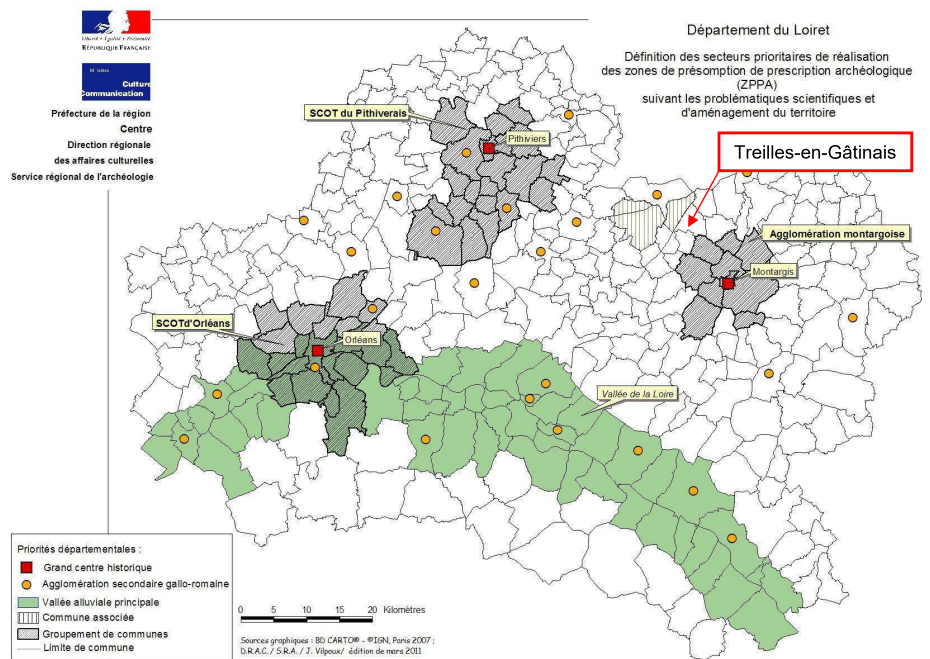 Liberté • Égalité • Fraternité
RÉPUBLIQUE FRANÇAISE
Culture
Communication
Préfecture de la région
Centre
Direction régionale
des affaires culturelles
Service régional de l'archéologie
Département du Loiret
Définition des secteurs prioritaires de réalisation
des zones de présomption de prescription archéologique
(ZPPA)
suivant les problématiques scientifiques et
d'aménagement du territoire
SCOT du Pithiverais
Pithiviers
Treilles-en-Gâtinais
Agglomération montargoise
Montargis
SCOTd'Orléans
Orléans
Vallée de la Loire
Priorités départementales :
Grand centre historique
Agglomération secondaire gallo-romaine
Vallée alluviale principale
Commune associée
Groupement de communes
Limite de commune
0 5 10 15 20 Kilomètres
Sources graphiques : BD CARTO® - ©IGN, Paris 2007 ;
D.R.A.C. / S.R.A. / J. Vilpoux/ édition de mars 2011